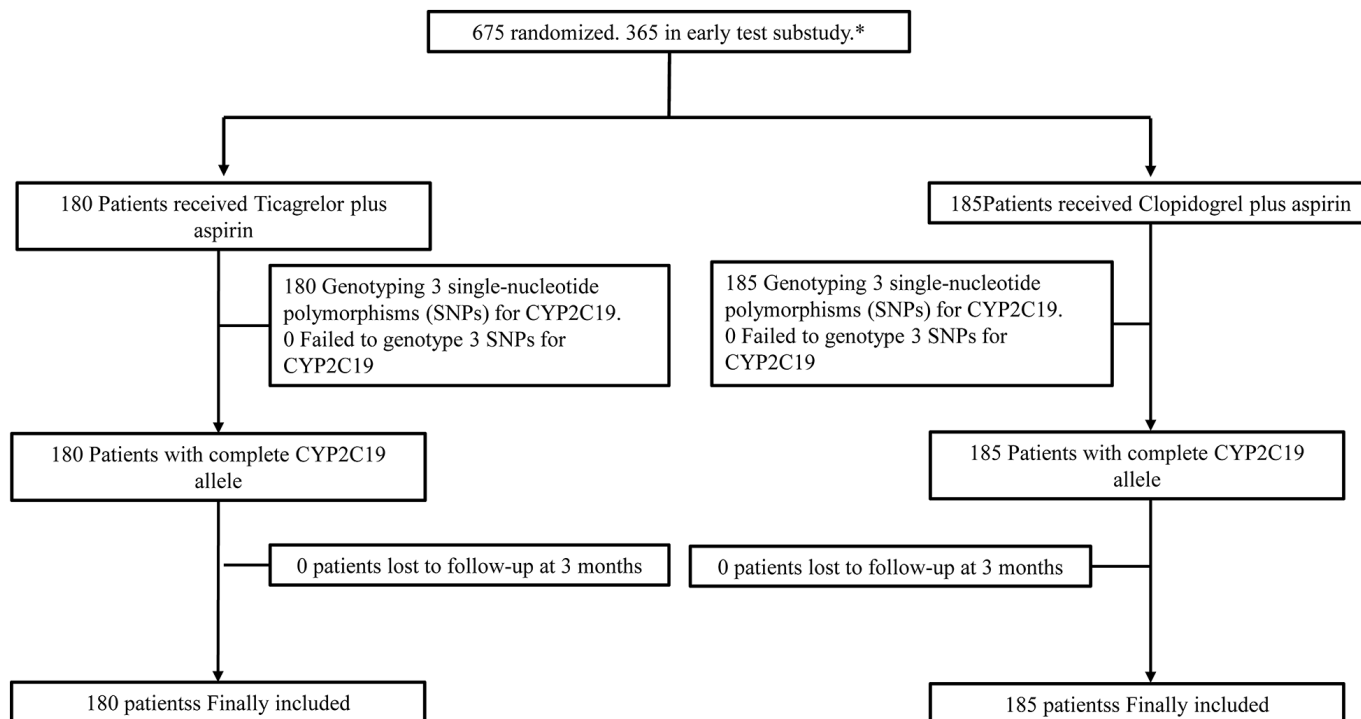 675 randomized. 365 in early test substudy.*
180 Patients received Ticagrelor plus
aspirin
185Patients received Clopidogrel plus aspirin
180 Genotyping 3 single-nucleotide
polymorphisms (SNPs) for CYP2C19.
0 Failed to genotype 3 SNPs for
CYP2C19
185 Genotyping 3 single-nucleotide
polymorphisms (SNPs) for CYP2C19.
0 Failed to genotype 3 SNPs for
CYP2C19
180 Patients with complete CYP2C19
allele
185 Patients with complete CYP2C19
allele
0 patients lost to follow-up at 3 months
0 patients lost to follow-up at 3 months
180 patientss Finally included
185 patientss Finally included